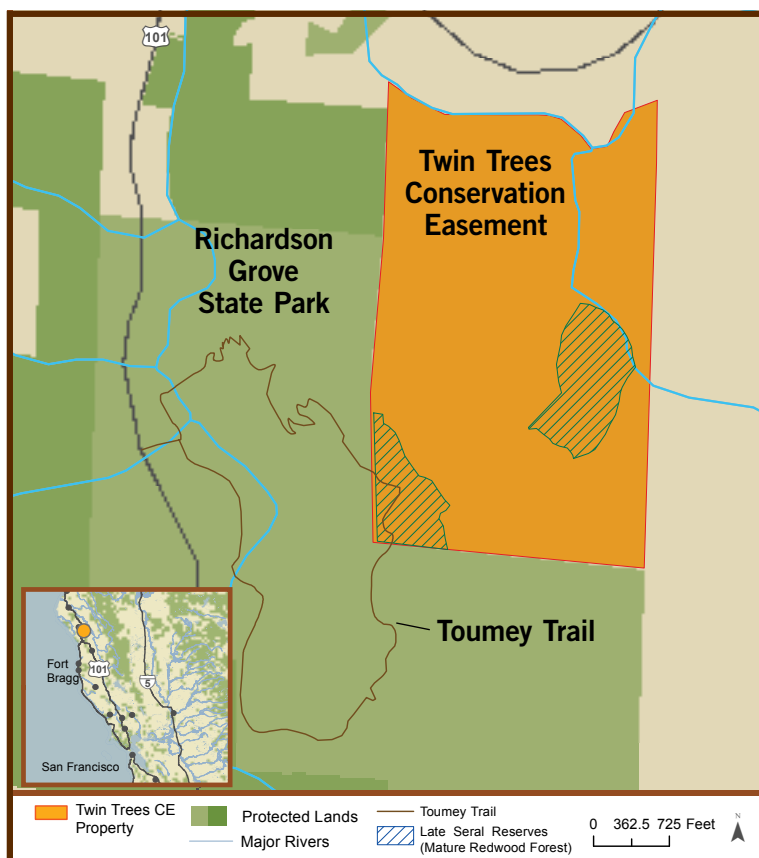 101
Twin Trees
Conservation
Easement
Richardson
Grove
State Park
Toumey Trail
Fort
Bragg
101
5
San Francisco
Twin Trees CE
Property
Protected Lands
Major Rivers
Toumey Trail
Late Seral Reserves
(Mature Redwood Forest)
0 362.5 725 Feet
N